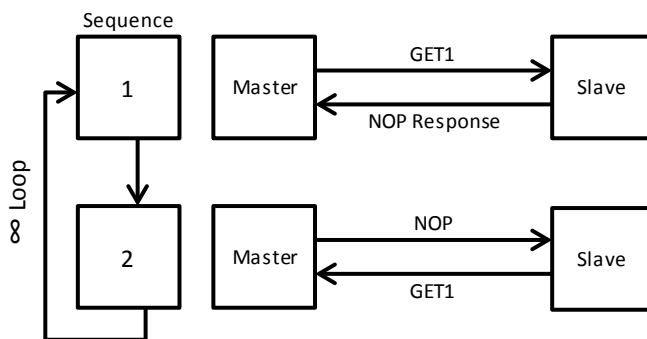 Sequence
1
Master
GET1
NOP Response
Slave
∞ Loop
2
Master
NOP
GET1
Slave